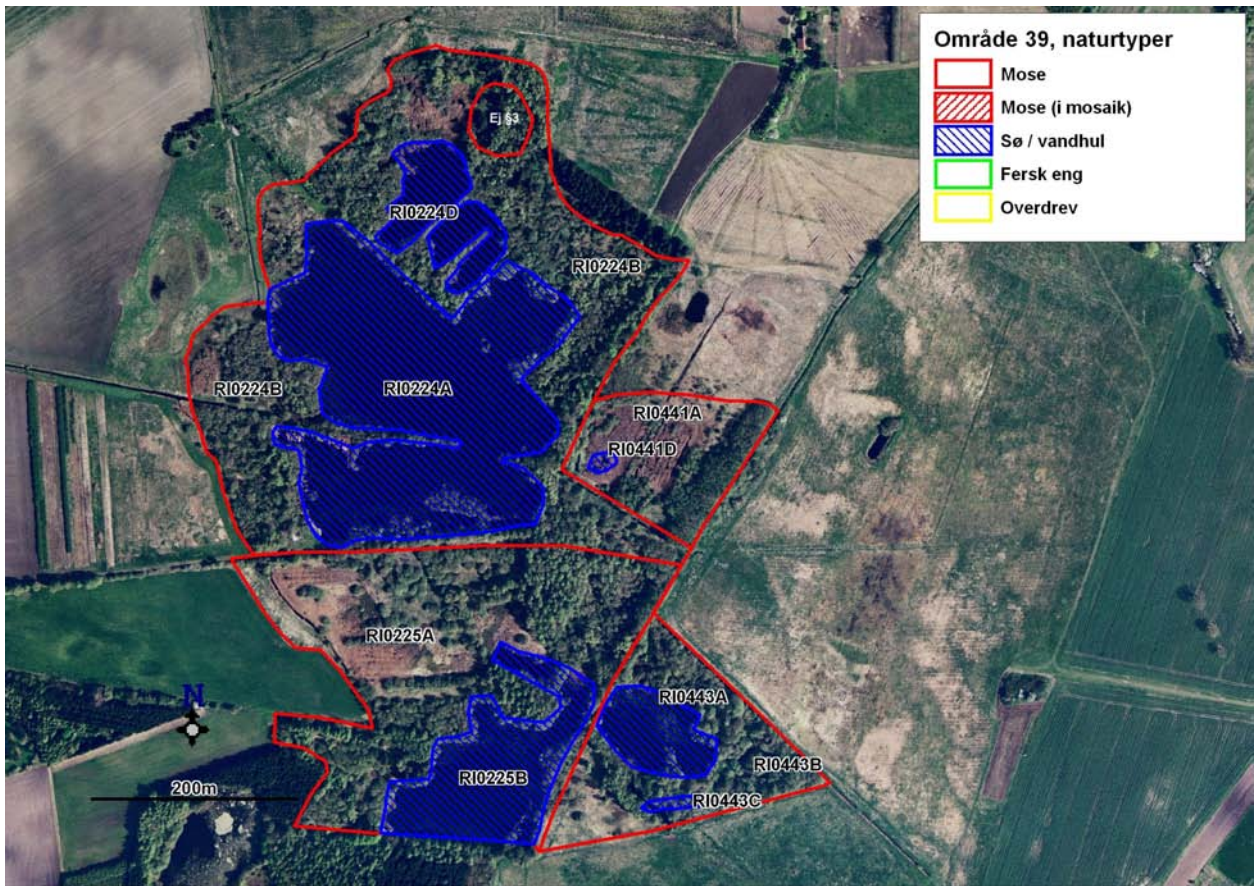 Område 39, naturtyper
Mose
Mose (i mosaik)
Sø / vandhul
Fersk eng
Overdrev
Ej §3
RI0224D
RI0224B
RI0224B
RI0224A
RI0441A
RI0441D
RI0225A
RI0443A
RI0443B
RI0225B
RI0443C
N
200m